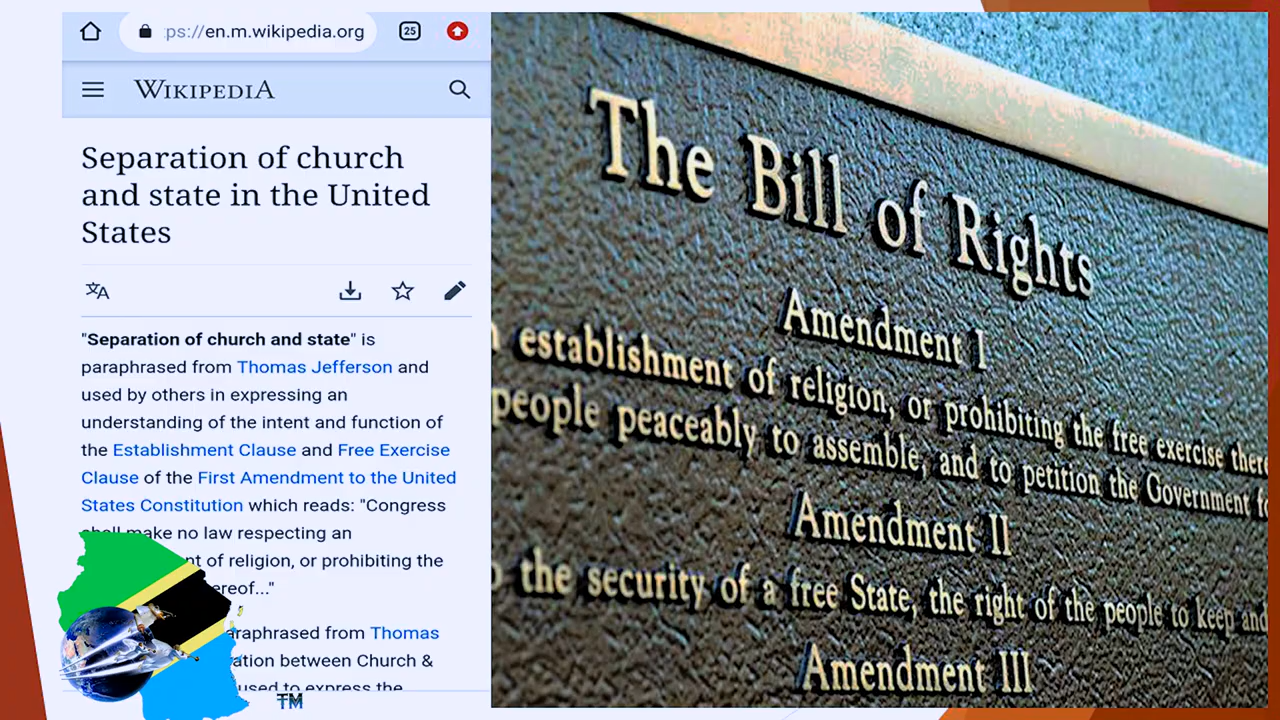 ps://en.m.wikipedia.org
25
WIKIPEDIA
Separation of church
and state in the United
States
"Separation of church and state" is
paraphrased from Thomas Jefferson and
used by others in expressing an
understanding of the intent and function of
the Establishment Clause and Free Exercise
Clause of the First Amendment to the United
States Constitution which reads: "Congress
shall make no law respecting an
of religion, or prohibiting the
from Thomas
between Church &
used to express the
TM
The Bill of Rights
Amendment I
establishment of religion, or prohibiting the free exercise
people peaceably to assemble, and to petition the Government
Amendment II
the security of a free State, the right of the people to keep and
Amendment III